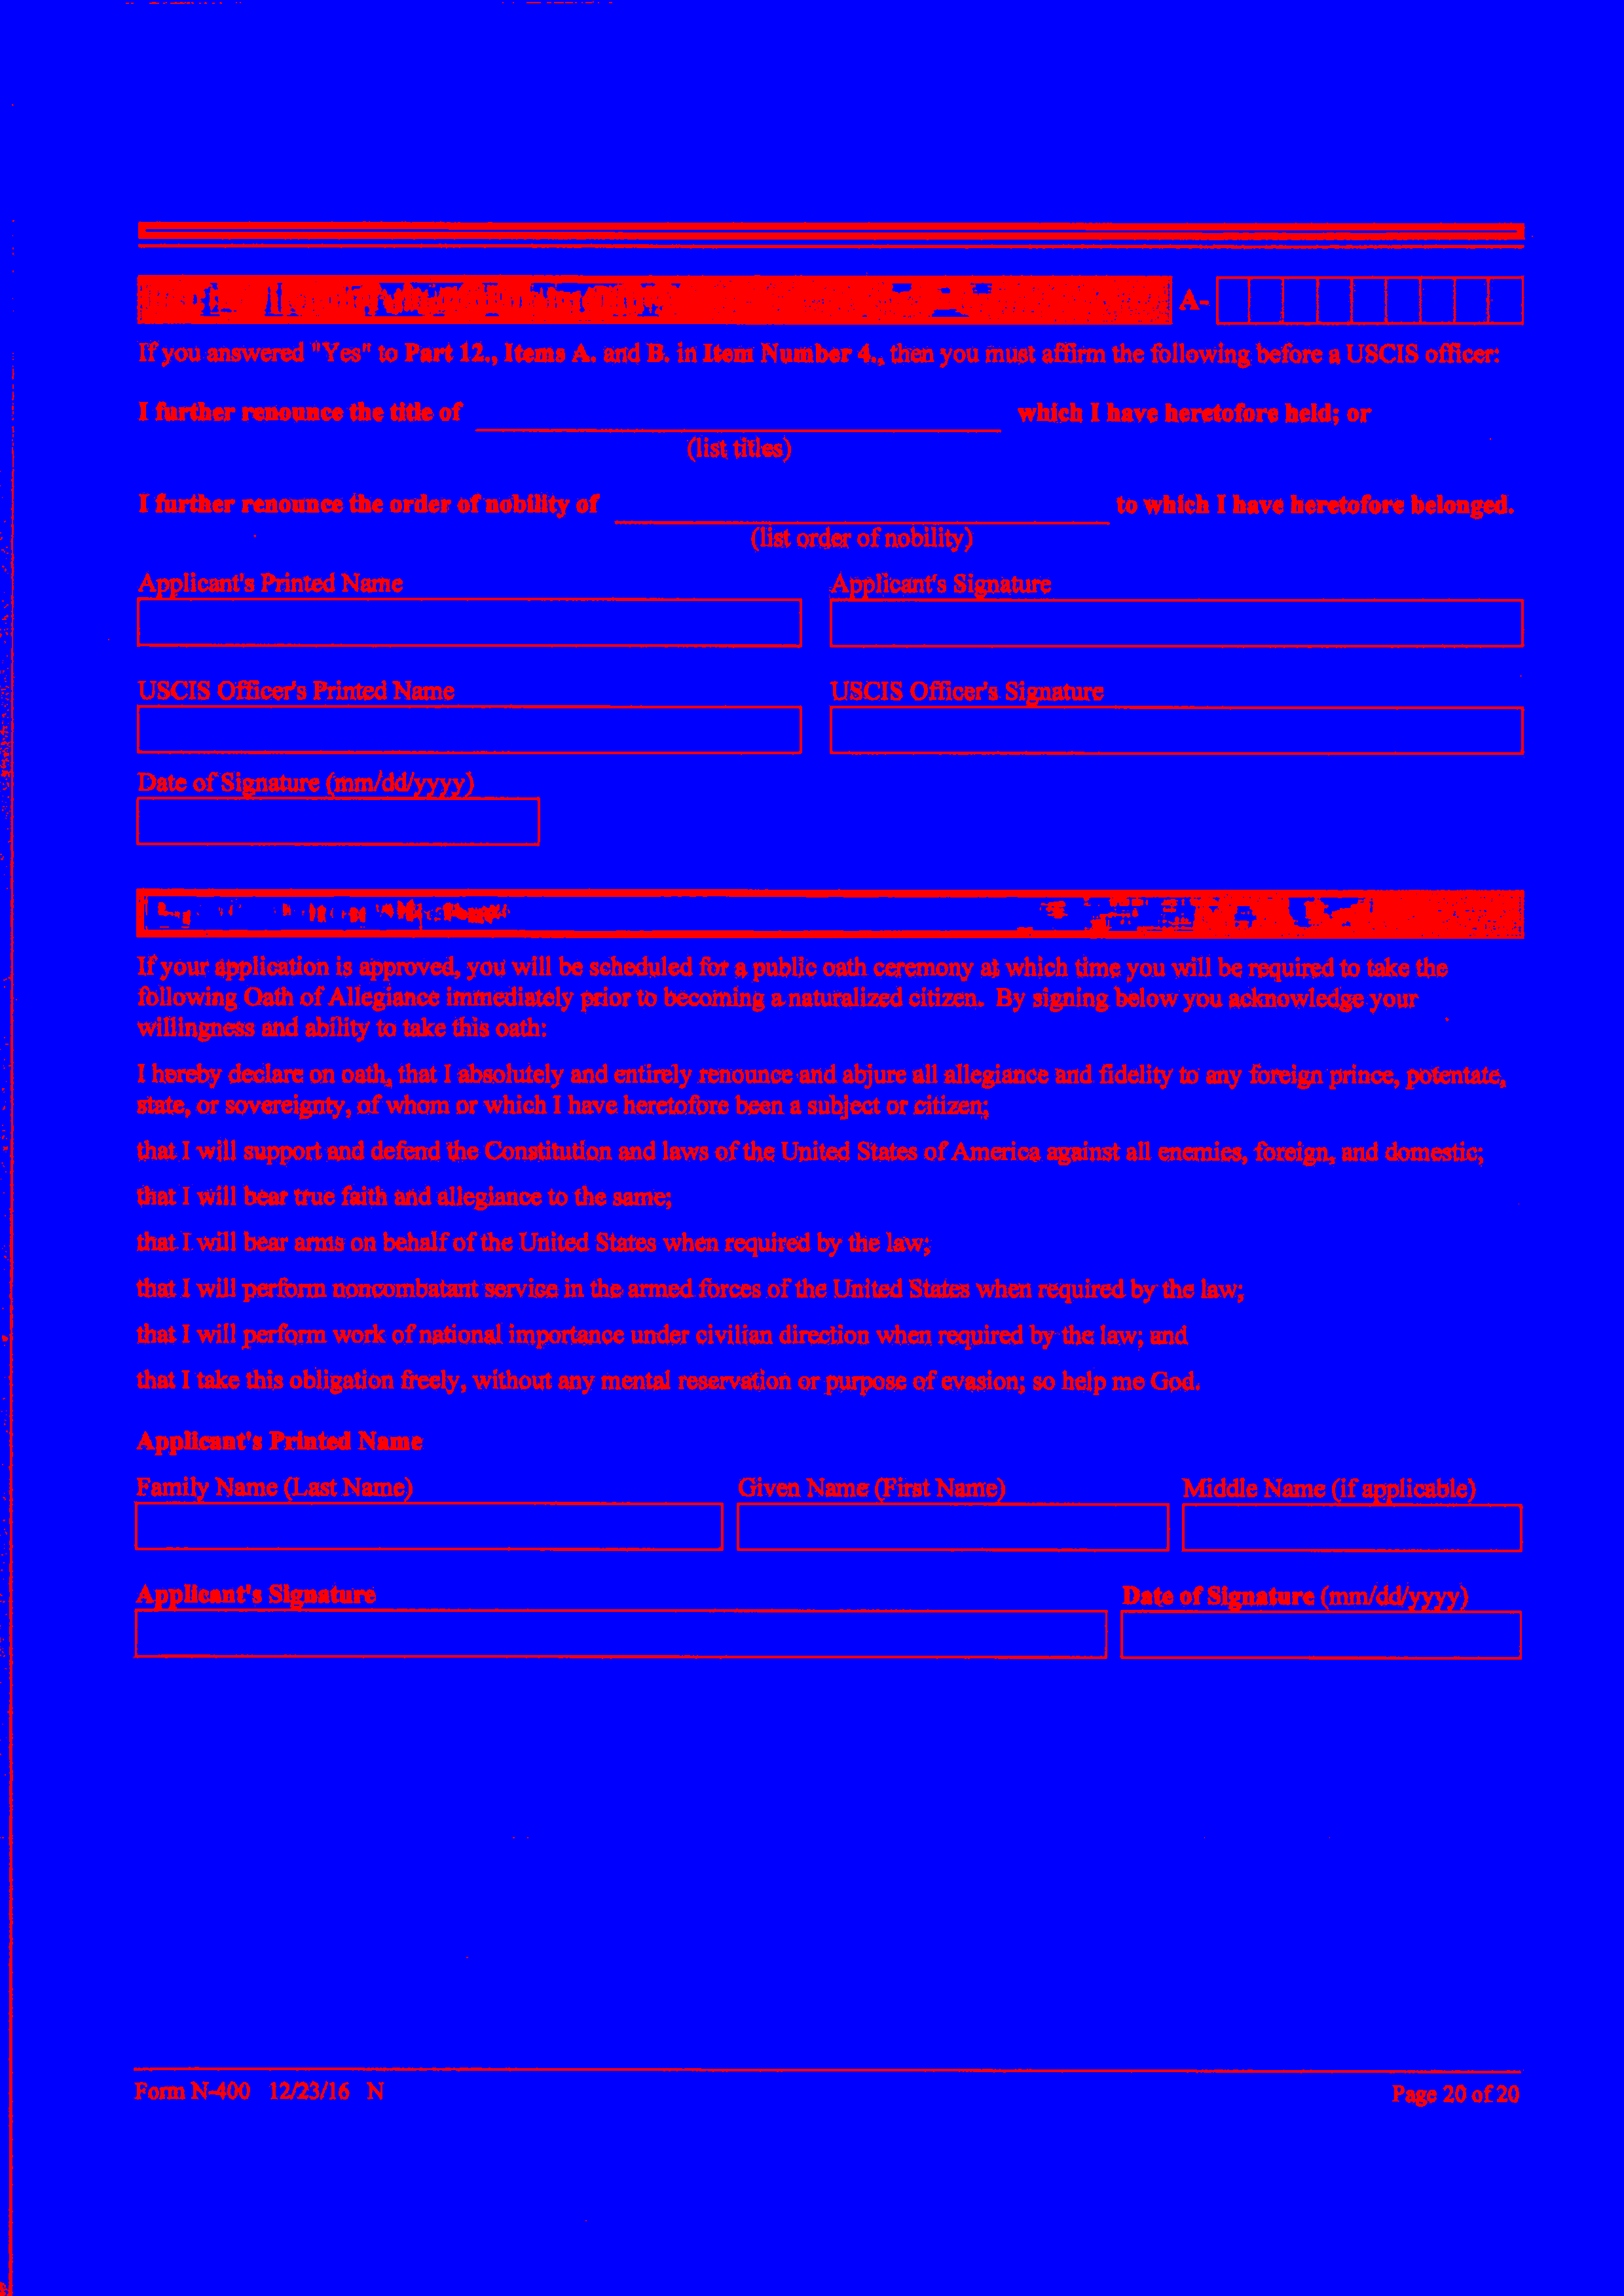 A-
If you answered "Yes" to Part 12., Items A. and B. in Item Number 4., then you must affirm the following before a USCIS officer:
I further renounce the title of which I have heretofore held; or
(list titles)
I further renounce the order of nobility of to which I have heretofore belonged.
(list order of nobility)
Applicant's Printed Name Applicant's Signature
USCIS Officer's Printed Name USCIS Officer's Signature
Date of Signature (mm/dd/yyyy)
If your application is approved, you will be scheduled for a public oath ceremony at which time you will be required to take the
following Oath of Allegiance immediately prior to becoming a naturalized citizen. By signing below you acknowledge your
willingness and ability to take this oath:
I hereby declare on oath, that I absolutely and entirely renounce and abjure all allegiance and fidelity to any foreign prince, potentate,
state, or sovereignty, of whom or which I have heretofore been a subject or citizen;
that I will support and defend the Constitution and laws of the United States of America against all enemies, foreign, and domestic;
that I will bear true faith and allegiance to the same;
that I will bear arms on behalf of the United States when required by the law;
that I will perform noncombatant service in the armed forces of the United States when required by the law;
that I will perform work of national importance under civilian direction when required by the law; and
that I take this obligation freely, without any mental reservation or purpose of evasion; so help me God.
Applicant's Printed Name
Family Name (Last Name) Given Name (First Name) Middle Name (if applicable)
Applicant's Signature Date of Signature (mm/dd/yyyy)
Form N-400 12/23/16 N Page 20 of 20